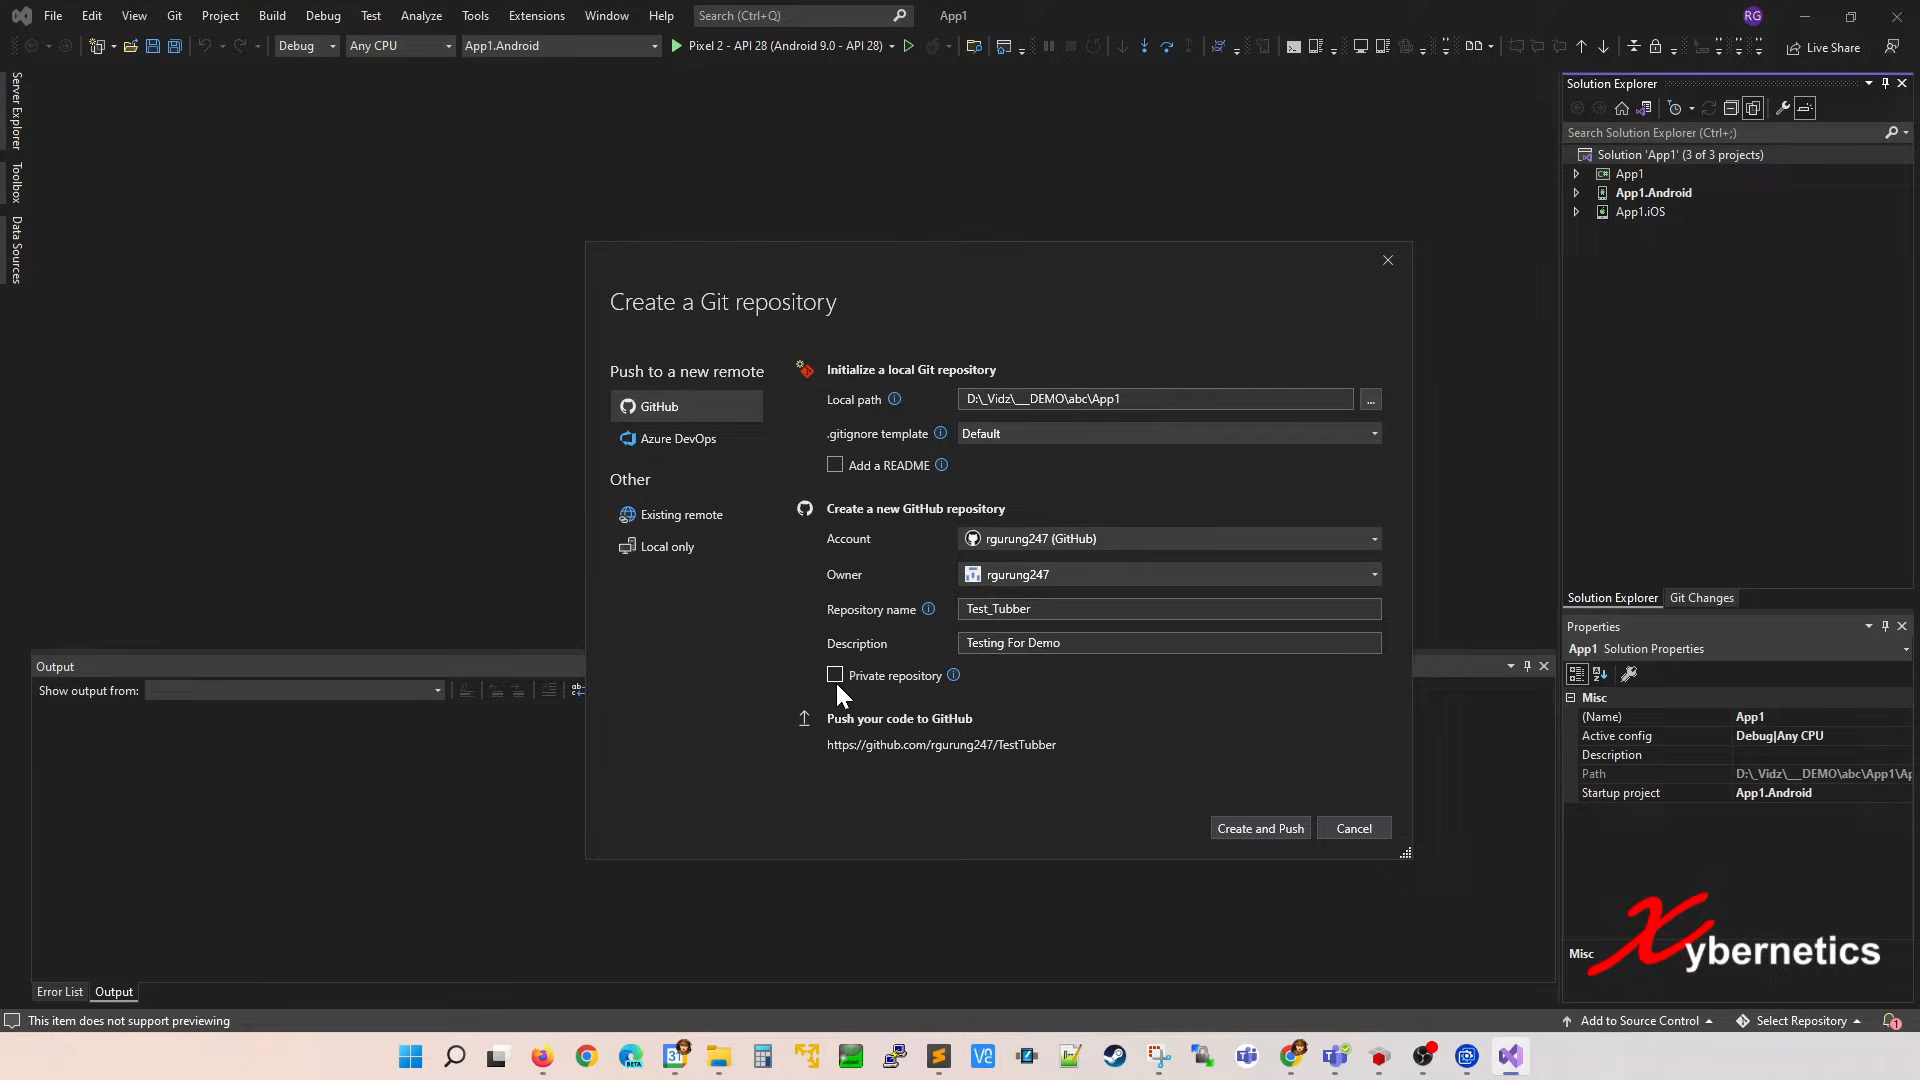 File Edit View Git Project Build Debug Test Analyze Tools Extensions Window Help Search (Ctrl+Q) App1 RG
Debug Any CPU App1.Android Pixel 2 - API 28 (Android 9.0 - API 28) Live Share
Server Explorer
Toolbox
Data Sources
Solution Explorer
Search Solution Explorer (Ctrl+;)
Solution 'App1' (3 of 3 projects)
App1
App1.Android
App1.iOS
Create a Git repository
Push to a new remote
GitHub
Azure DevOps
Other
Existing remote
Local only
Initialize a local Git repository
Local path D:\_Vidz\__DEMO\abc\App1 ...
.gitignore template Default
Add a README
Create a new GitHub repository
Account rgurung247 (GitHub)
Owner rgurung247
Repository name Test_Tubber
Description Testing For Demo
Private repository
Push your code to GitHub
https://github.com/rgurung247/TestTubber
Create and Push Cancel
Solution Explorer Git Changes
Properties
App1 Solution Properties
Misc
(Name) App1
Active config Debug|Any CPU
Description
Path D:\_Vidz\__DEMO\abc\App1\Ap
Startup project App1.Android
Misc
Xybernetics
Output
Show output from:
Error List Output
This item does not support previewing
Add to Source Control Select Repository 1
31